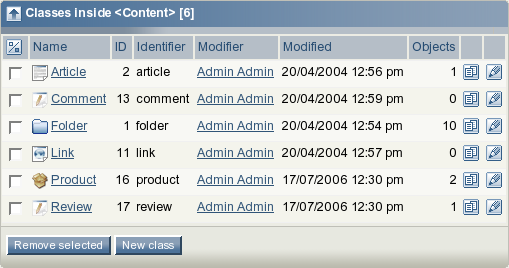 Classes inside <Content> [6]
Name ID Identifier Modifier Modified Objects
Article 2 article Admin Admin 20/04/2004 12:56 pm 1
Comment 13 comment Admin Admin 20/04/2004 12:59 pm 0
Folder 1 folder Admin Admin 20/04/2004 12:54 pm 10
Link 11 link Admin Admin 20/04/2004 12:57 pm 0
Product 16 product Admin Admin 17/07/2006 12:30 pm 2
Review 17 review Admin Admin 17/07/2006 12:30 pm 1
Remove selected New class